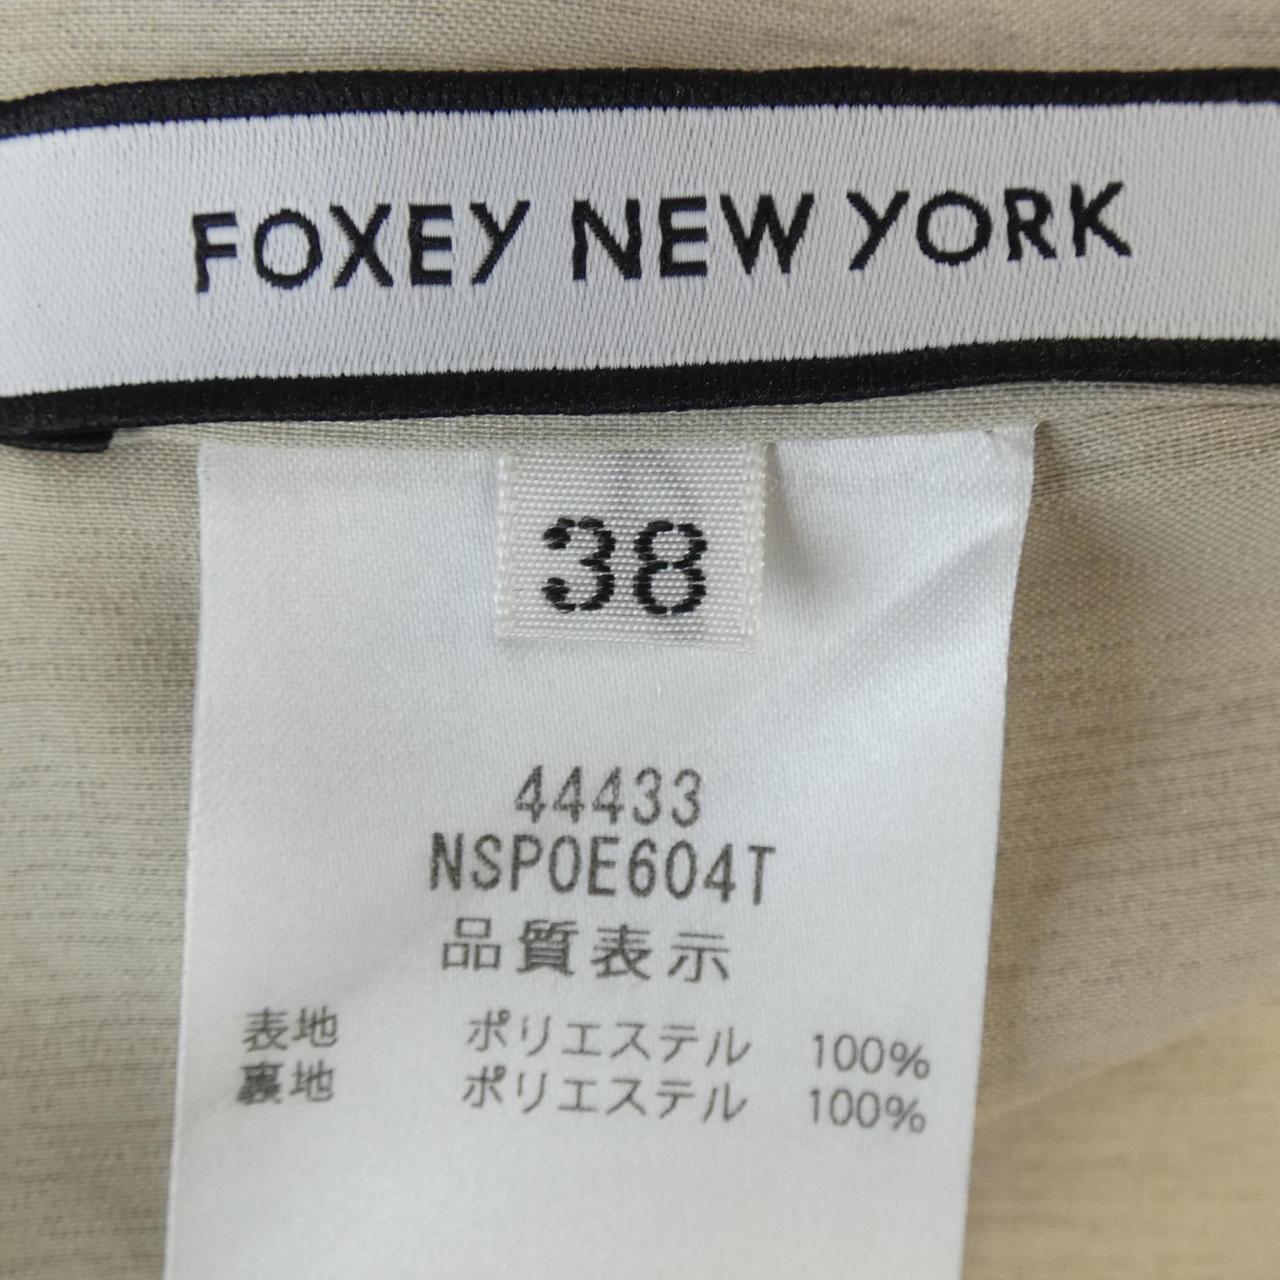 FOXEY NEW YORK
38
44433
NSP0E604T
品質表示
表地 ポリエステル 100%
裏地 ポリエステル 100%